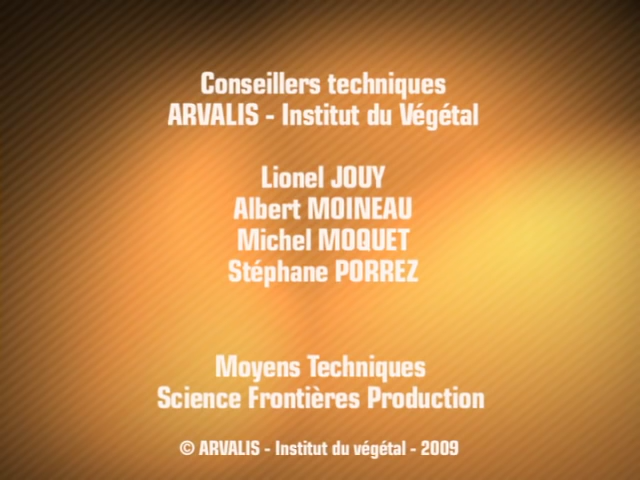 Conseillers techniques
ARVALIS - Institut du Végétal
Lionel JOUY
Albert MOINEAU
Michel MOQUET
Stéphane PORREZ
Moyens Techniques
Science Frontières Production
© ARVALIS - Institut du végétal - 2009